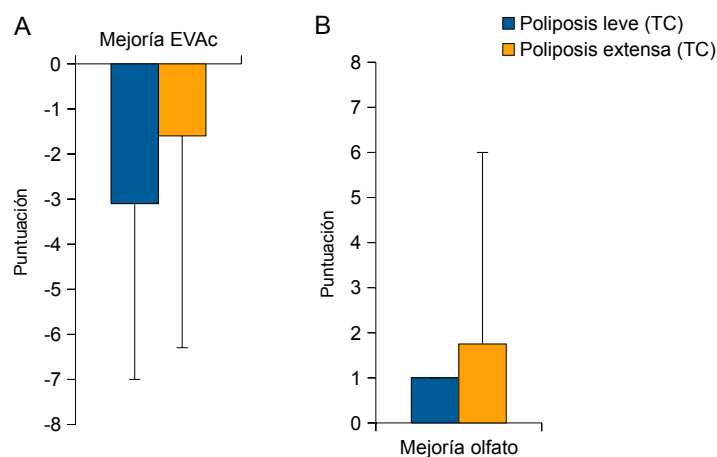 A
Mejoría EVAc
Puntuación
0
-1
-2
-3
-4
-5
-6
-7
-8
B
Poliposis leve (TC)
Poliposis extensa (TC)
Puntuación
8
7
6
5
4
3
2
1
0
Mejoría olfato